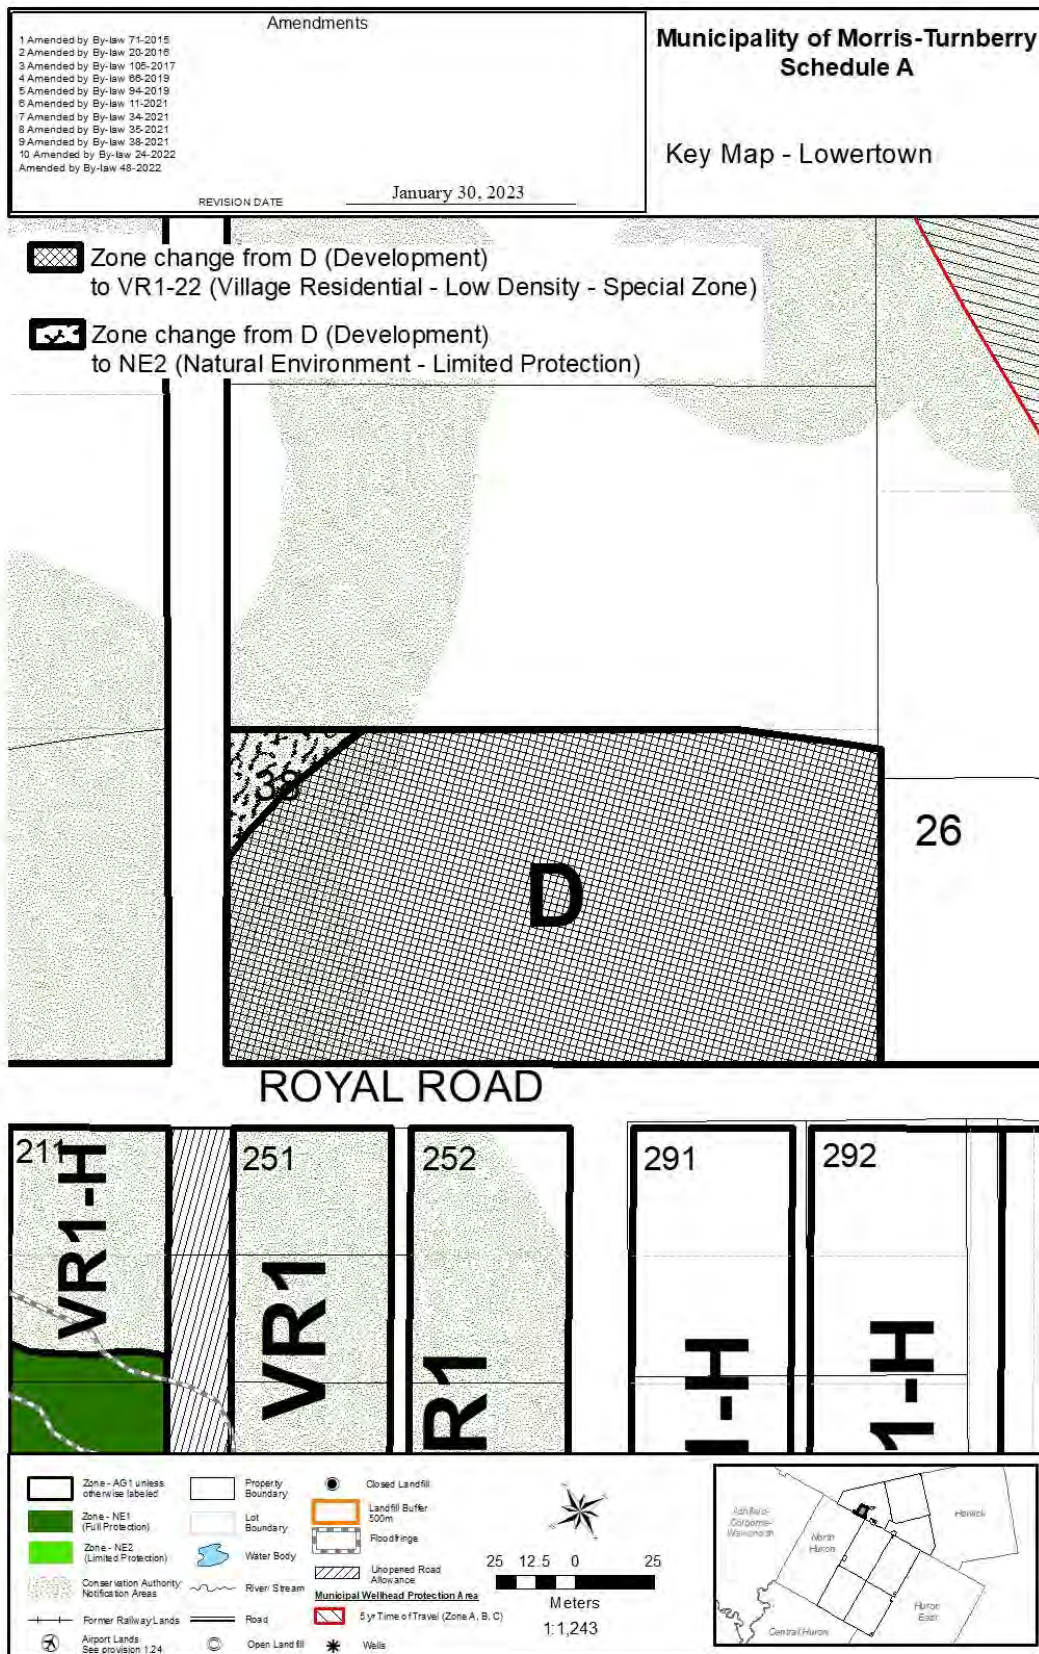 Amendments
1 Amended by By-law 71-2015
2 Amended by By-law 20-2016
3 Amended by By-law 105-2017
4 Amended by By-law 66-2019
5 Amended by By-law 94-2019
6 Amended by By-law 11-2021
7 Amended by By-law 34-2021
8 Amended by By-law 35-2021
9 Amended by By-law 38-2021
10 Amended by By-law 24-2022
Amended by By-law 48-2022
REVISION DATE January 30, 2023
Municipality of Morris-Turnberry
Schedule A
Key Map - Lowertown
Zone change from D (Development)
to VR1-22 (Village Residential - Low Density - Special Zone)
Zone change from D (Development)
to NE2 (Natural Environment - Limited Protection)
38
26
D
ROYAL ROAD
211
251
252
291
292
VR1-H
VR1
R1
1-H
1-H
Zone - AG1 unless
otherwise labeled
Zone - NE1
(Full Protection)
Zone - NE2
(Limited Protection)
Conservation Authority
Notification Areas
Former Railway Lands
Airport Lands
See provision 1.24
Property
Boundary
Lot
Boundary
Water Body
River/Stream
Road
Open Landfill
Closed Landfill
Landfill Buffer
500m
Floodfringe
Unopened Road
Allowance
Municipal Wellhead Protection Area
5 yr Time of Travel (Zone A, B, C)
Wells
25 12.5 0 25
Meters
1:1,243
Ashfield-
Colborne-
Wawanosh
North
Huron
Howick
Huron
East
Central Huron